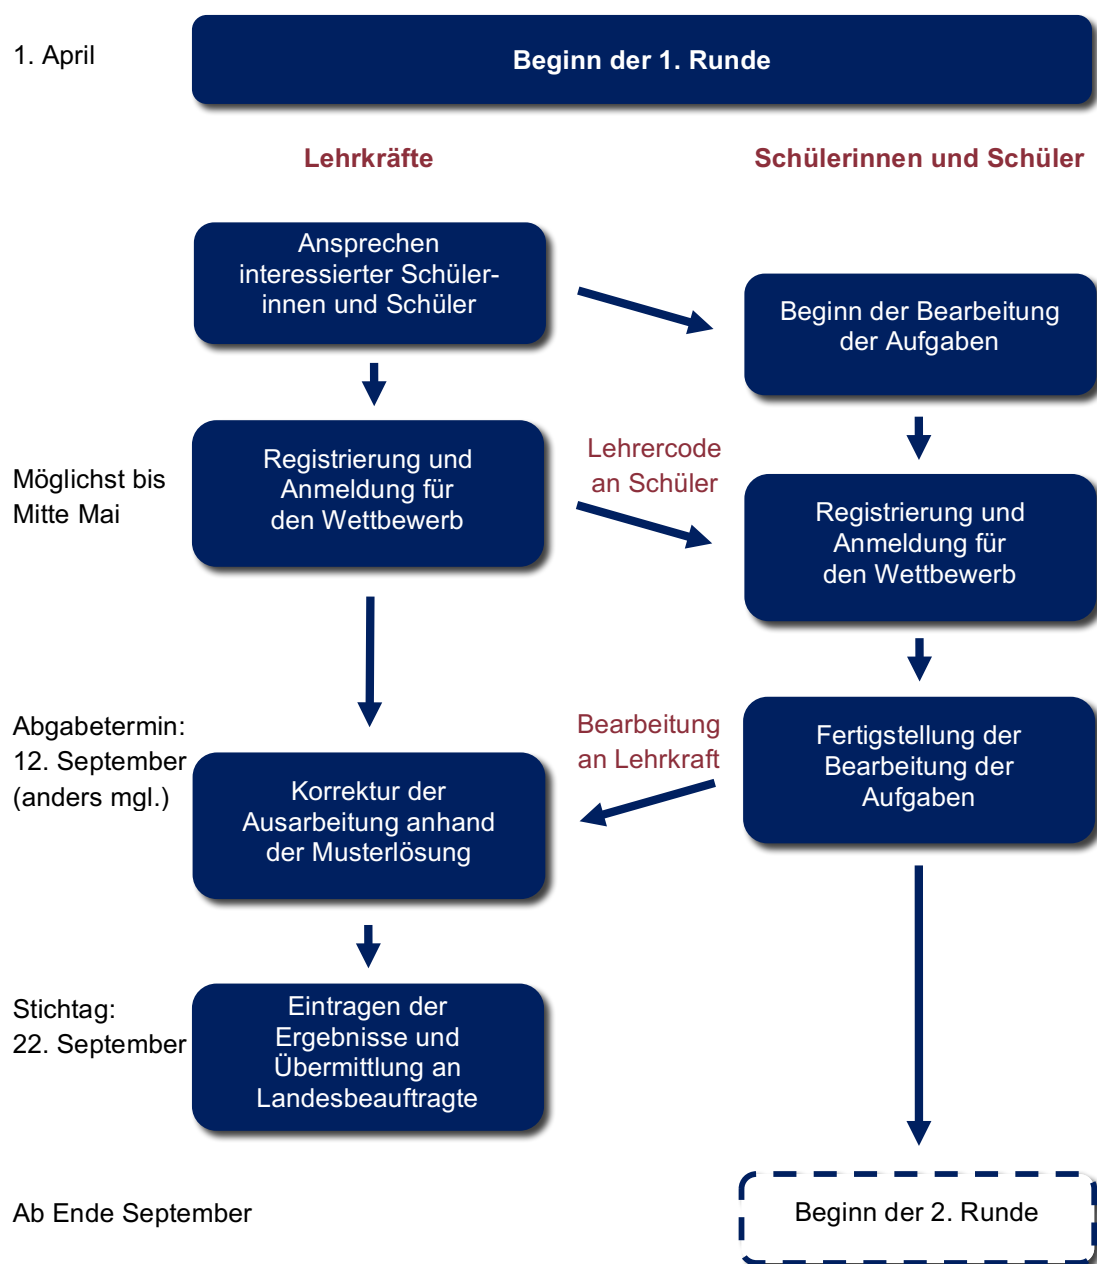 1. April
Beginn der 1. Runde
Lehrkräfte
Schülerinnen und Schüler
Ansprechen
interessierter Schüler-
innen und Schüler
Beginn der Bearbeitung
der Aufgaben
Möglichst bis
Mitte Mai
Registrierung und
Anmeldung für
den Wettbewerb
Lehrercode
an Schüler
Registrierung und
Anmeldung für
den Wettbewerb
Abgabetermin:
12. September
(anders mgl.)
Korrektur der
Ausarbeitung anhand
der Musterlösung
Bearbeitung
an Lehrkraft
Fertigstellung der
Bearbeitung der
Aufgaben
Stichtag:
22. September
Eintragen der
Ergebnisse und
Übermittlung an
Landesbeauftragte
Ab Ende September
Beginn der 2. Runde